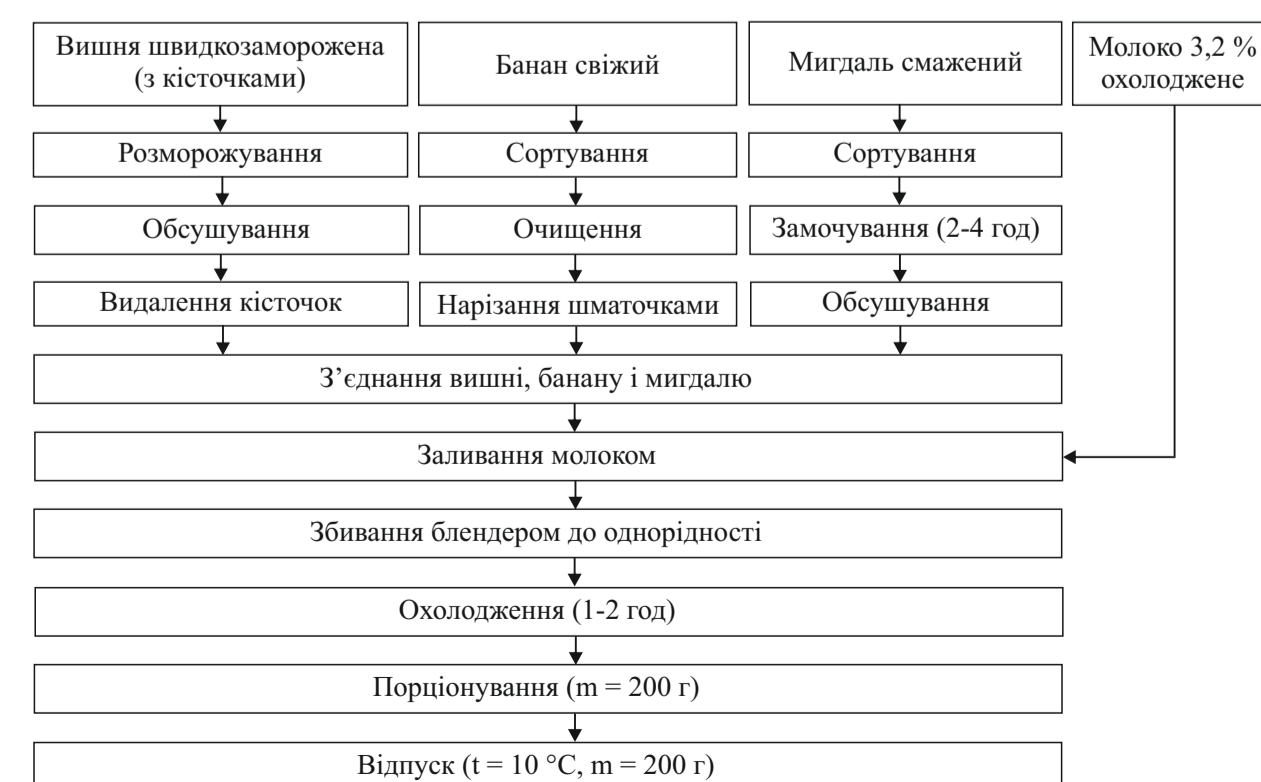 Вишня швидкозаморожена
(з кісточками)
Банан свіжий
Мигдаль смажений
Молоко 3,2 %
охолоджене
Розморожування
Сортування
Сортування
Обсушування
Очищення
Замочування (2-4 год)
Видалення кісточок
Нарізання шматочками
Обсушування
З’єднання вишні, банану і мигдалю
Заливання молоком
Збивання блендером до однорідності
Охолодження (1-2 год)
Порціонування (m = 200 г)
Відпуск (t = 10 °C, m = 200 г)